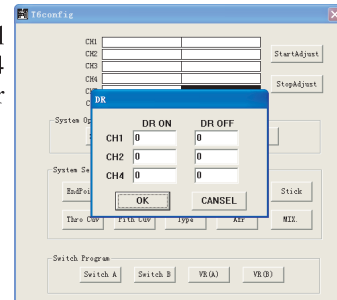 T6config
CH1
CH2
CH3
CH4
StartAdjust
StopAdjust
DR
DR ON DR OFF
CH1 0 0
CH2 0 0
CH4 0 0
OK CANSEL
System Op
System Se
EndPoi
Stick
Thro Cuv Pith Cuv Type MIX.
Switch Program
Switch A Switch B VR(A) VR(B)